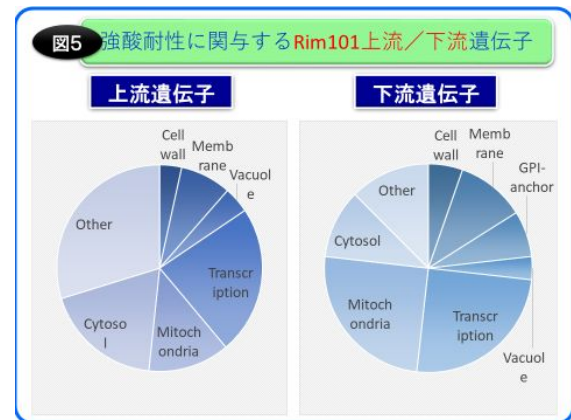 図5
強酸耐性に関与するRim101上流／下流遺伝子
上流遺伝子
下流遺伝子
Cell
wall
Memb
rane
Vacuol
e
Transcr
iption
Mitoch
ondria
Cytoso
l
Other
Cell
wall
Memb
rane
GPI-
anchor
Vacuol
e
Transcr
iption
Mitoch
ondria
Cytosol
Other